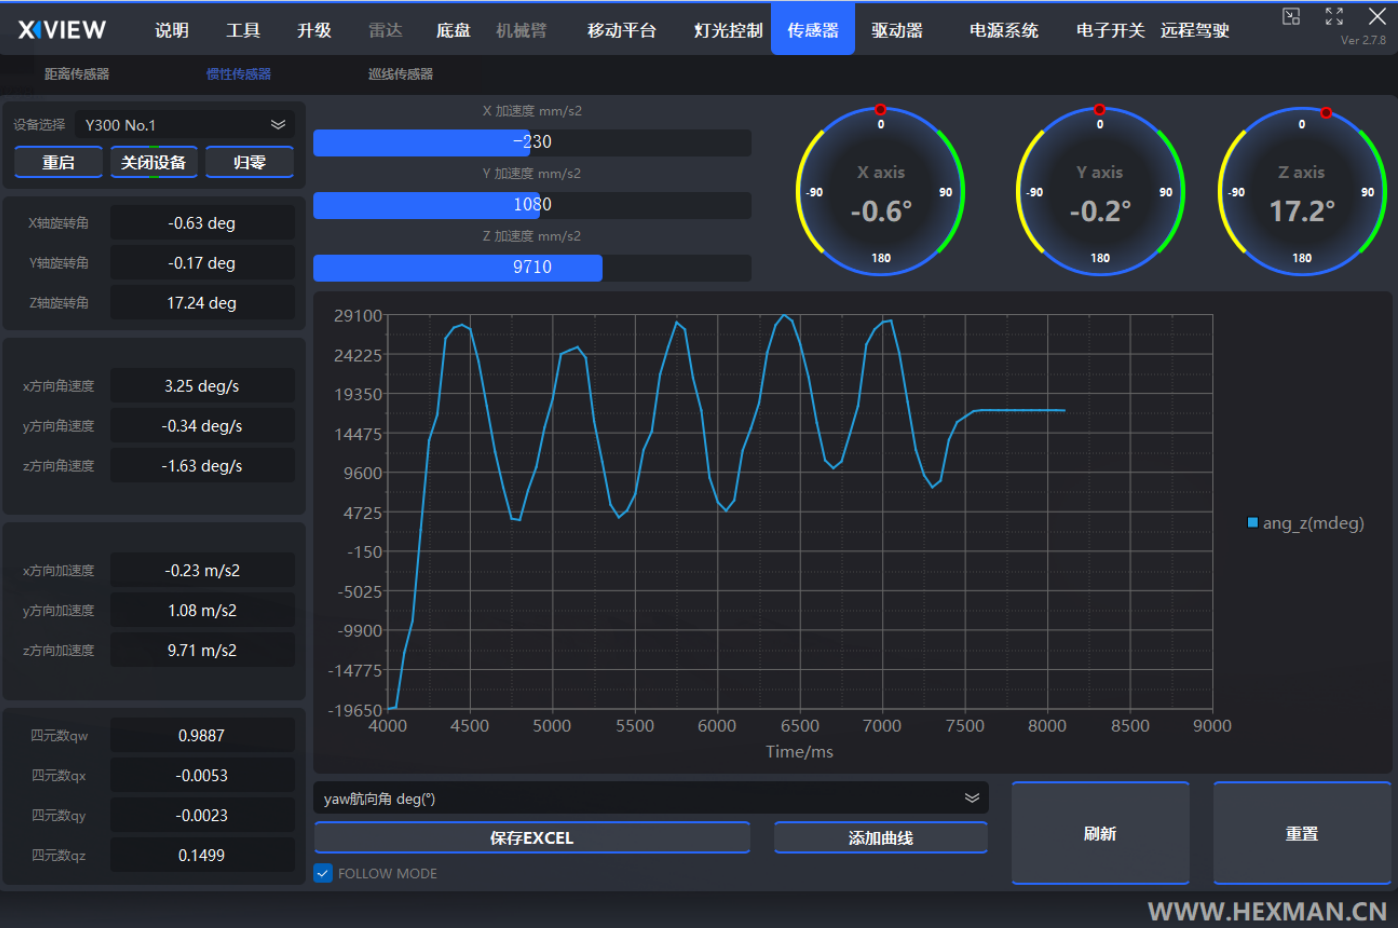 XVIEW 说明 工具 升级 雷达 底盘 机械臂 移动平台 灯光控制 传感器 驱动器 电源系统 电子开关 远程驾驶
Ver 2.7.8
距离传感器 惯性传感器 巡线传感器
设备选择 Y300 No.1
重启 关闭设备 归零
X轴旋转角 -0.63 deg
Y轴旋转角 -0.17 deg
Z轴旋转角 17.24 deg
x方向角速度 3.25 deg/s
y方向角速度 -0.34 deg/s
z方向角速度 -1.63 deg/s
x方向加速度 -0.23 m/s2
y方向加速度 1.08 m/s2
z方向加速度 9.71 m/s2
四元数qw 0.9887
四元数qx -0.0053
四元数qy -0.0023
四元数qz 0.1499
X 加速度 mm/s2
-230
Y 加速度 mm/s2
1080
Z 加速度 mm/s2
9710
0
-90 X axis 90
-0.6°
180
0
-90 Y axis 90
-0.2°
180
0
-90 Z axis 90
17.2°
180
29100
24225
19350
14475
9600
4725
-150
-5025
-9900
-14775
-19650
4000 4500 5000 5500 6000 6500 7000 7500 8000 8500 9000
Time/ms
ang_z(mdeg)
yaw航向角 deg(°)
保存EXCEL 添加曲线 刷新 重置
FOLLOW MODE
WWW.HEXMAN.CN